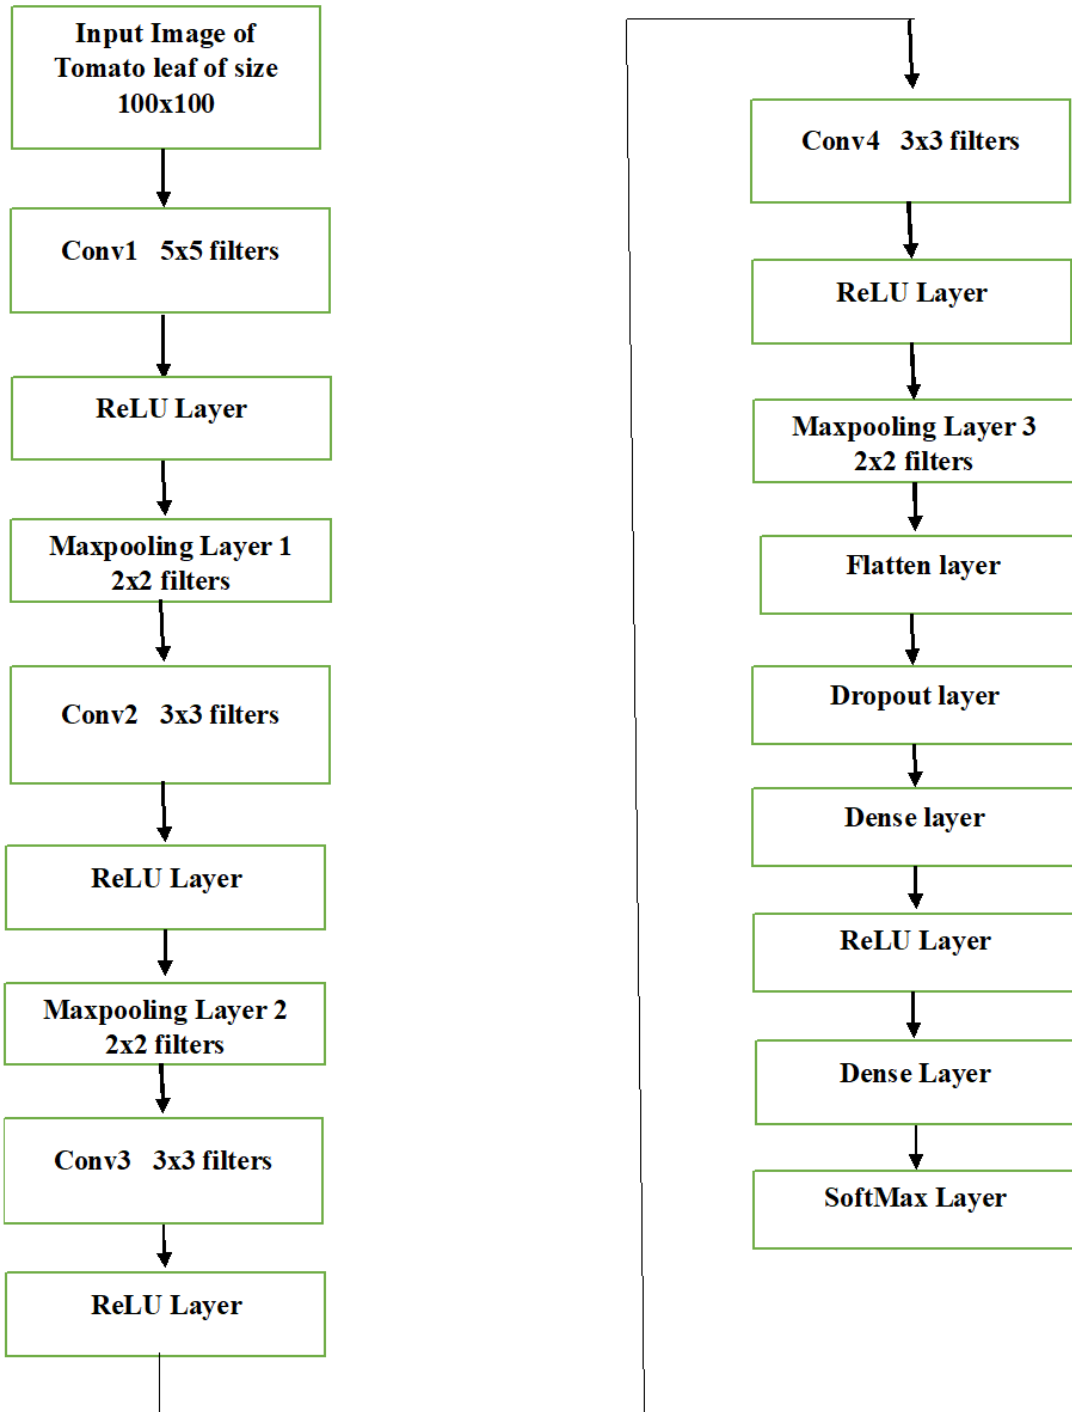 Input Image of
Tomato leaf of size
100x100
Conv1 5x5 filters
ReLU Layer
Maxpooling Layer 1
2x2 filters
Conv2 3x3 filters
ReLU Layer
Maxpooling Layer 2
2x2 filters
Conv3 3x3 filters
ReLU Layer
Conv4 3x3 filters
ReLU Layer
Maxpooling Layer 3
2x2 filters
Flatten layer
Dropout layer
Dense layer
ReLU Layer
Dense Layer
SoftMax Layer